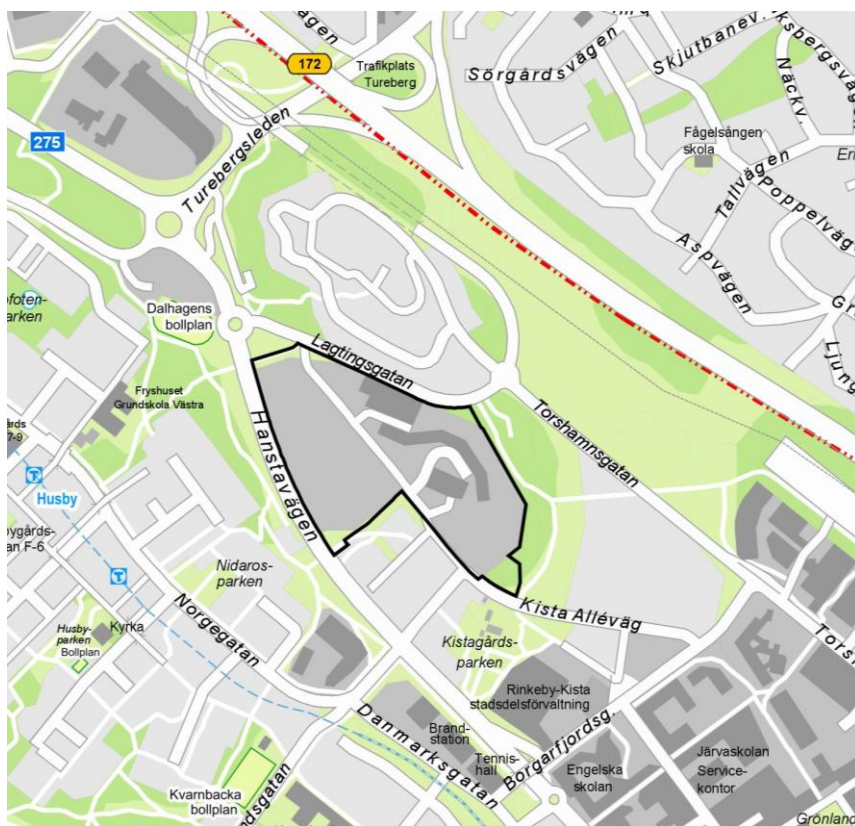 172
Trafikplats
Tureberg
Sörgårdsvägen
Skjutbanev.
Näckv.
Fågelsången
skola
Tallvägen
Poppelväg
Aspvägen
275
Turebergsleden
Dalhagens
bollplan
Lagtingsgatan
Torshamnsgatan
Fryshuset
Grundskola Västra
Hanstavägen
Husby
Nidaros-
parken
Kyrka
Husby-
parken
Bollplan
Norgegatan
Kista Alléväg
Kistagårds-
parken
Rinkeby-Kista
stadsdelsförvaltning
Danmarksgatan
Brand-
station
Tennis-
hall
Borgarfjordsg.
Engelska
skolan
Järvaskolan
Service-
kontor
Kvarnbacka
bollplan
Grönland